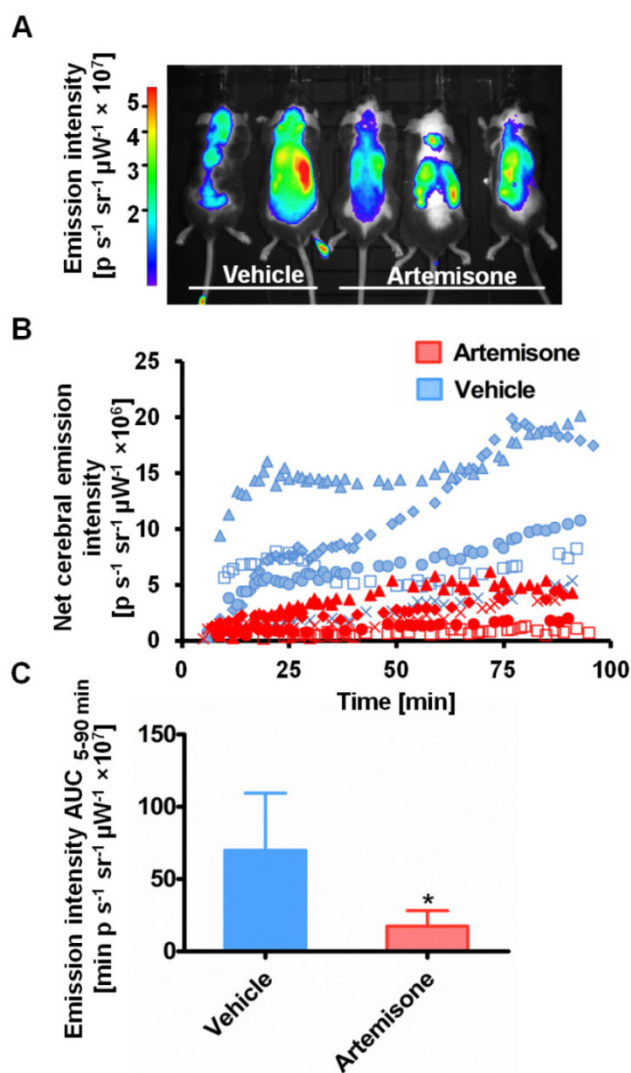 A
Emission intensity
[p s⁻¹ sr⁻¹ µW⁻¹ × 10⁷]
5
4
3
2
Vehicle
Artemisone
B
Net cerebral emission
intensity
[p s⁻¹ sr⁻¹ µW⁻¹ ×10⁶]
25
20
15
10
5
0
Artemisone
Vehicle
0
25
50
75
100
Time [min]
C
Emission intensity AUC 5-90 min
[min p s⁻¹ sr⁻¹ µW⁻¹ ×10⁷]
150
100
50
0
*
Vehicle
Artemisone